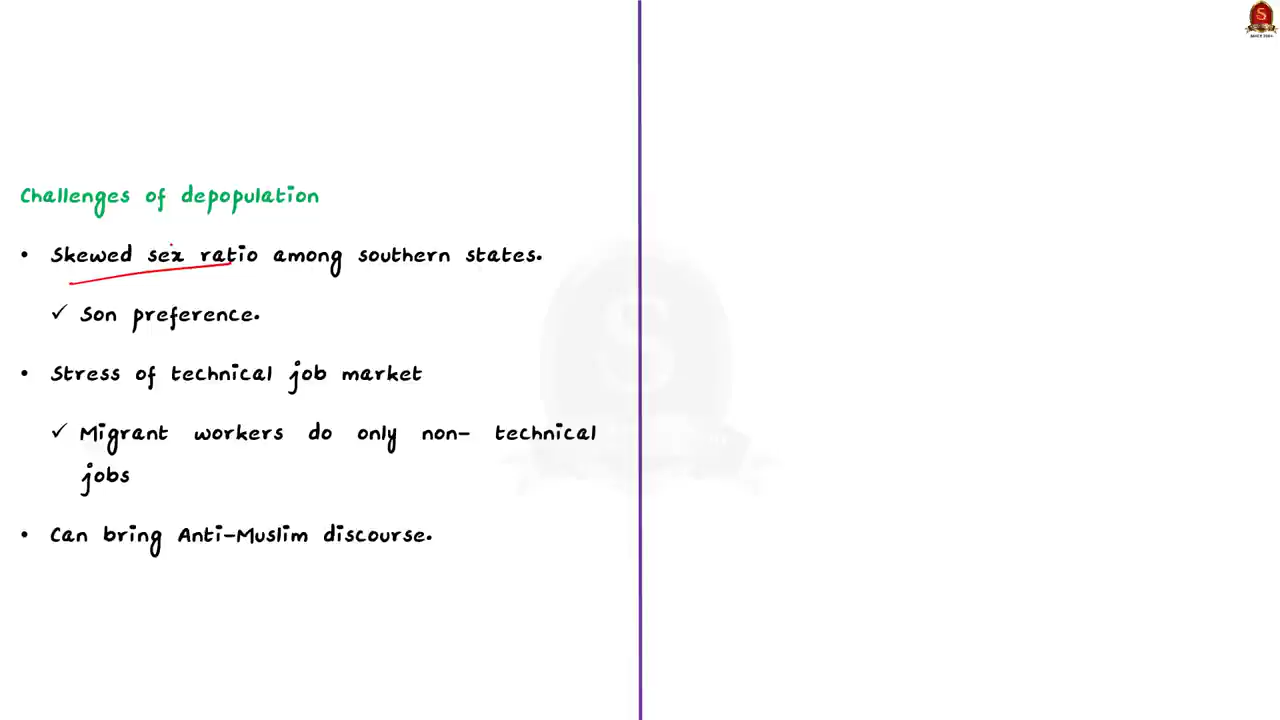 Challenges of depopulation
• Skewed sex ratio among southern states.
✓ Son preference.
• Stress of technical job market
✓ Migrant workers do only non- technical
jobs
• Can bring Anti-Muslim discourse.